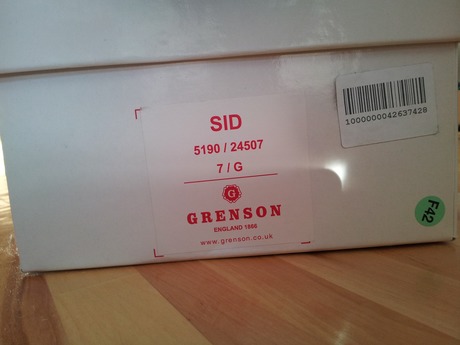 SID
5190 / 24507
7 / G
G
GRENSON
ENGLAND 1866
www.grenson.co.uk
1000000042637428
F42